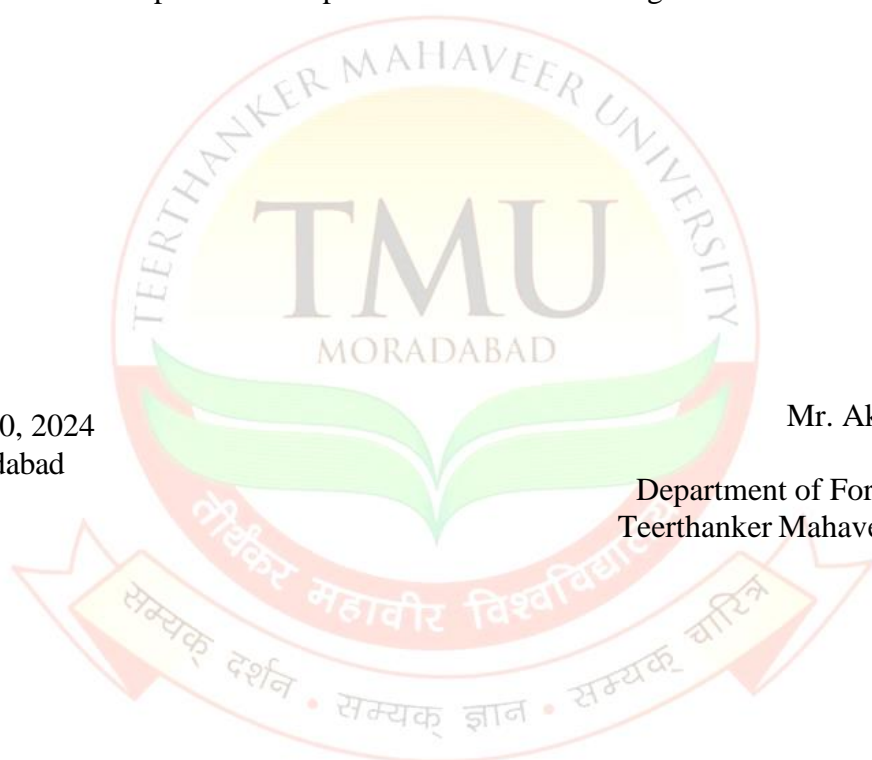 TEERTHANKER MAHAVEER UNIVERSITY
TMU
MORADABAD
0, 2024
dabad
Mr. Ak
Department of For
Teerthanker Mahave
तीर्थंकर महावीर विश्वविद्यालय
सम्यक् दर्शन • सम्यक् ज्ञान • सम्यक् चारित्र